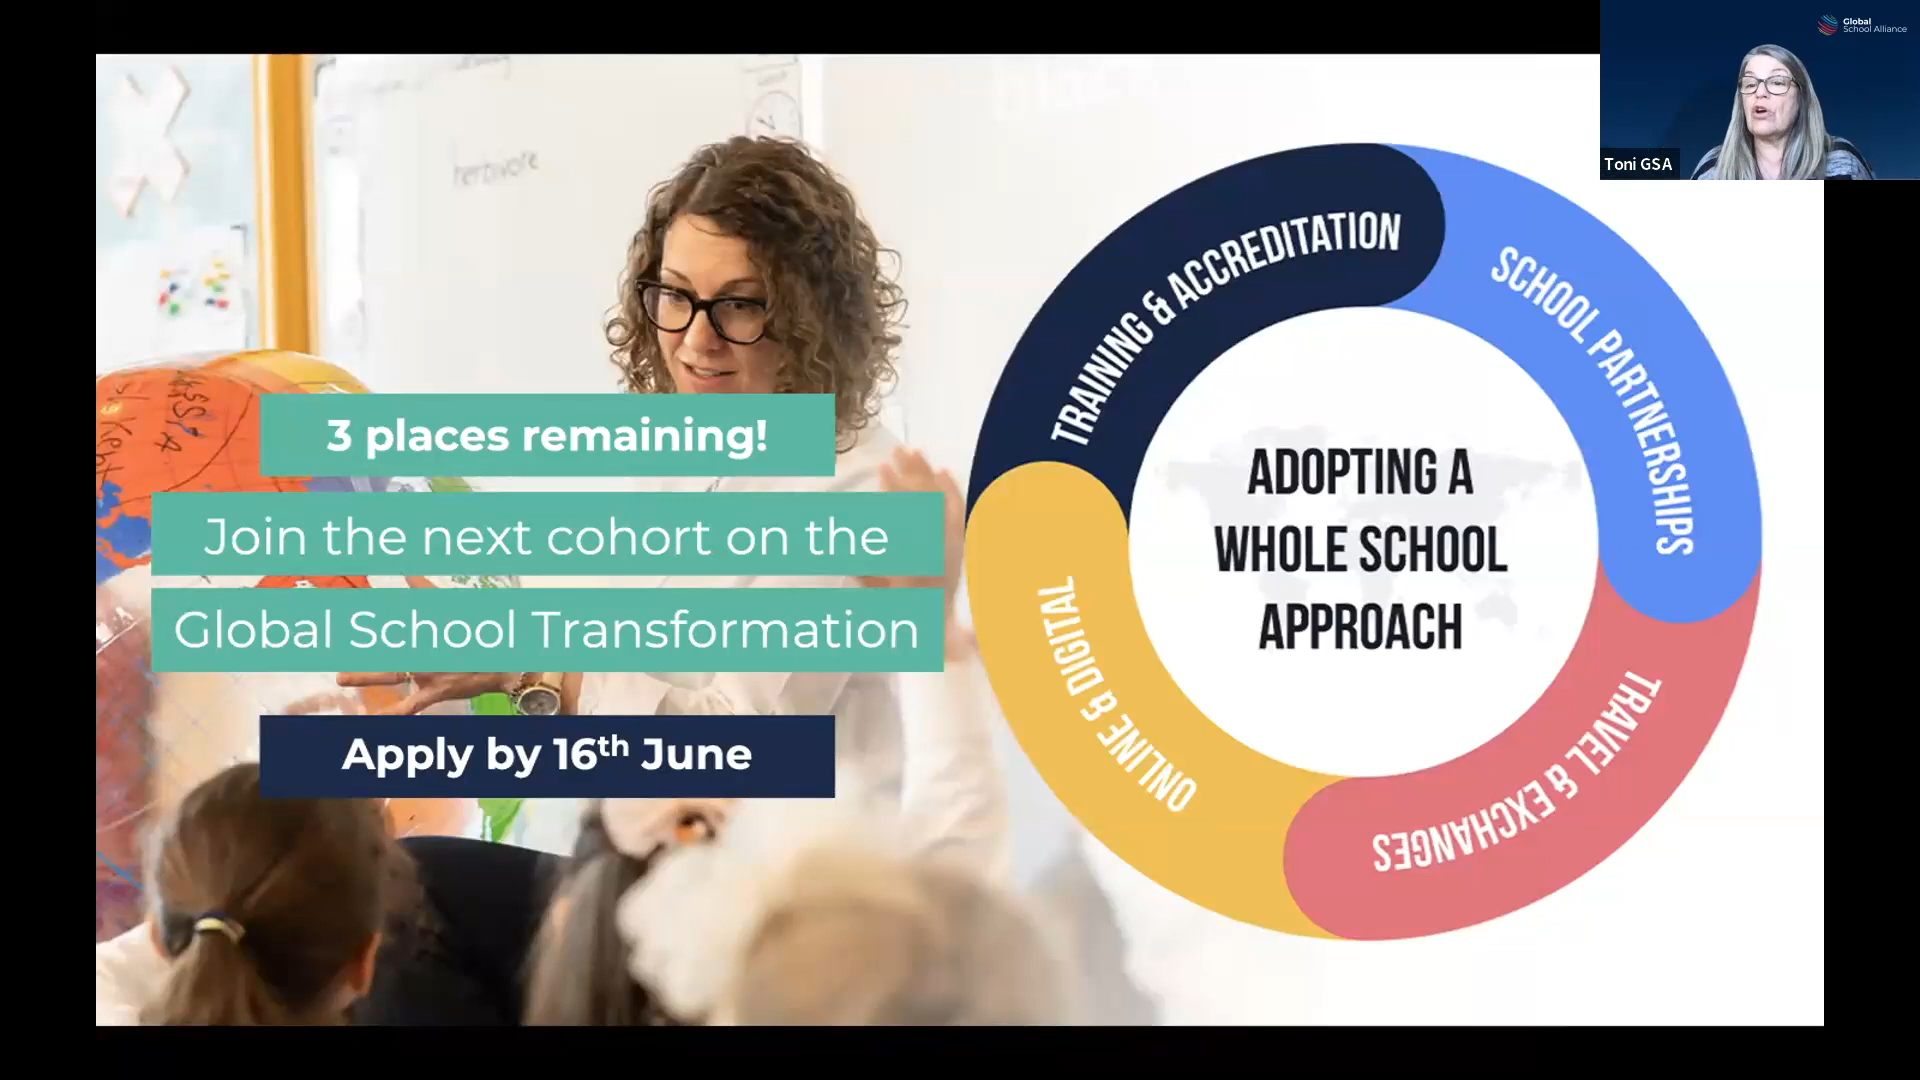 Global
School Alliance
Toni GSA
herbivore
3 places remaining!
Join the next cohort on the
Global School Transformation
Apply by 16th June
TRAINING & ACCREDITATION
SCHOOL PARTNERSHIPS
TRAVEL & EXCHANGES
ONLINE & DIGITAL
ADOPTING A
WHOLE SCHOOL
APPROACH